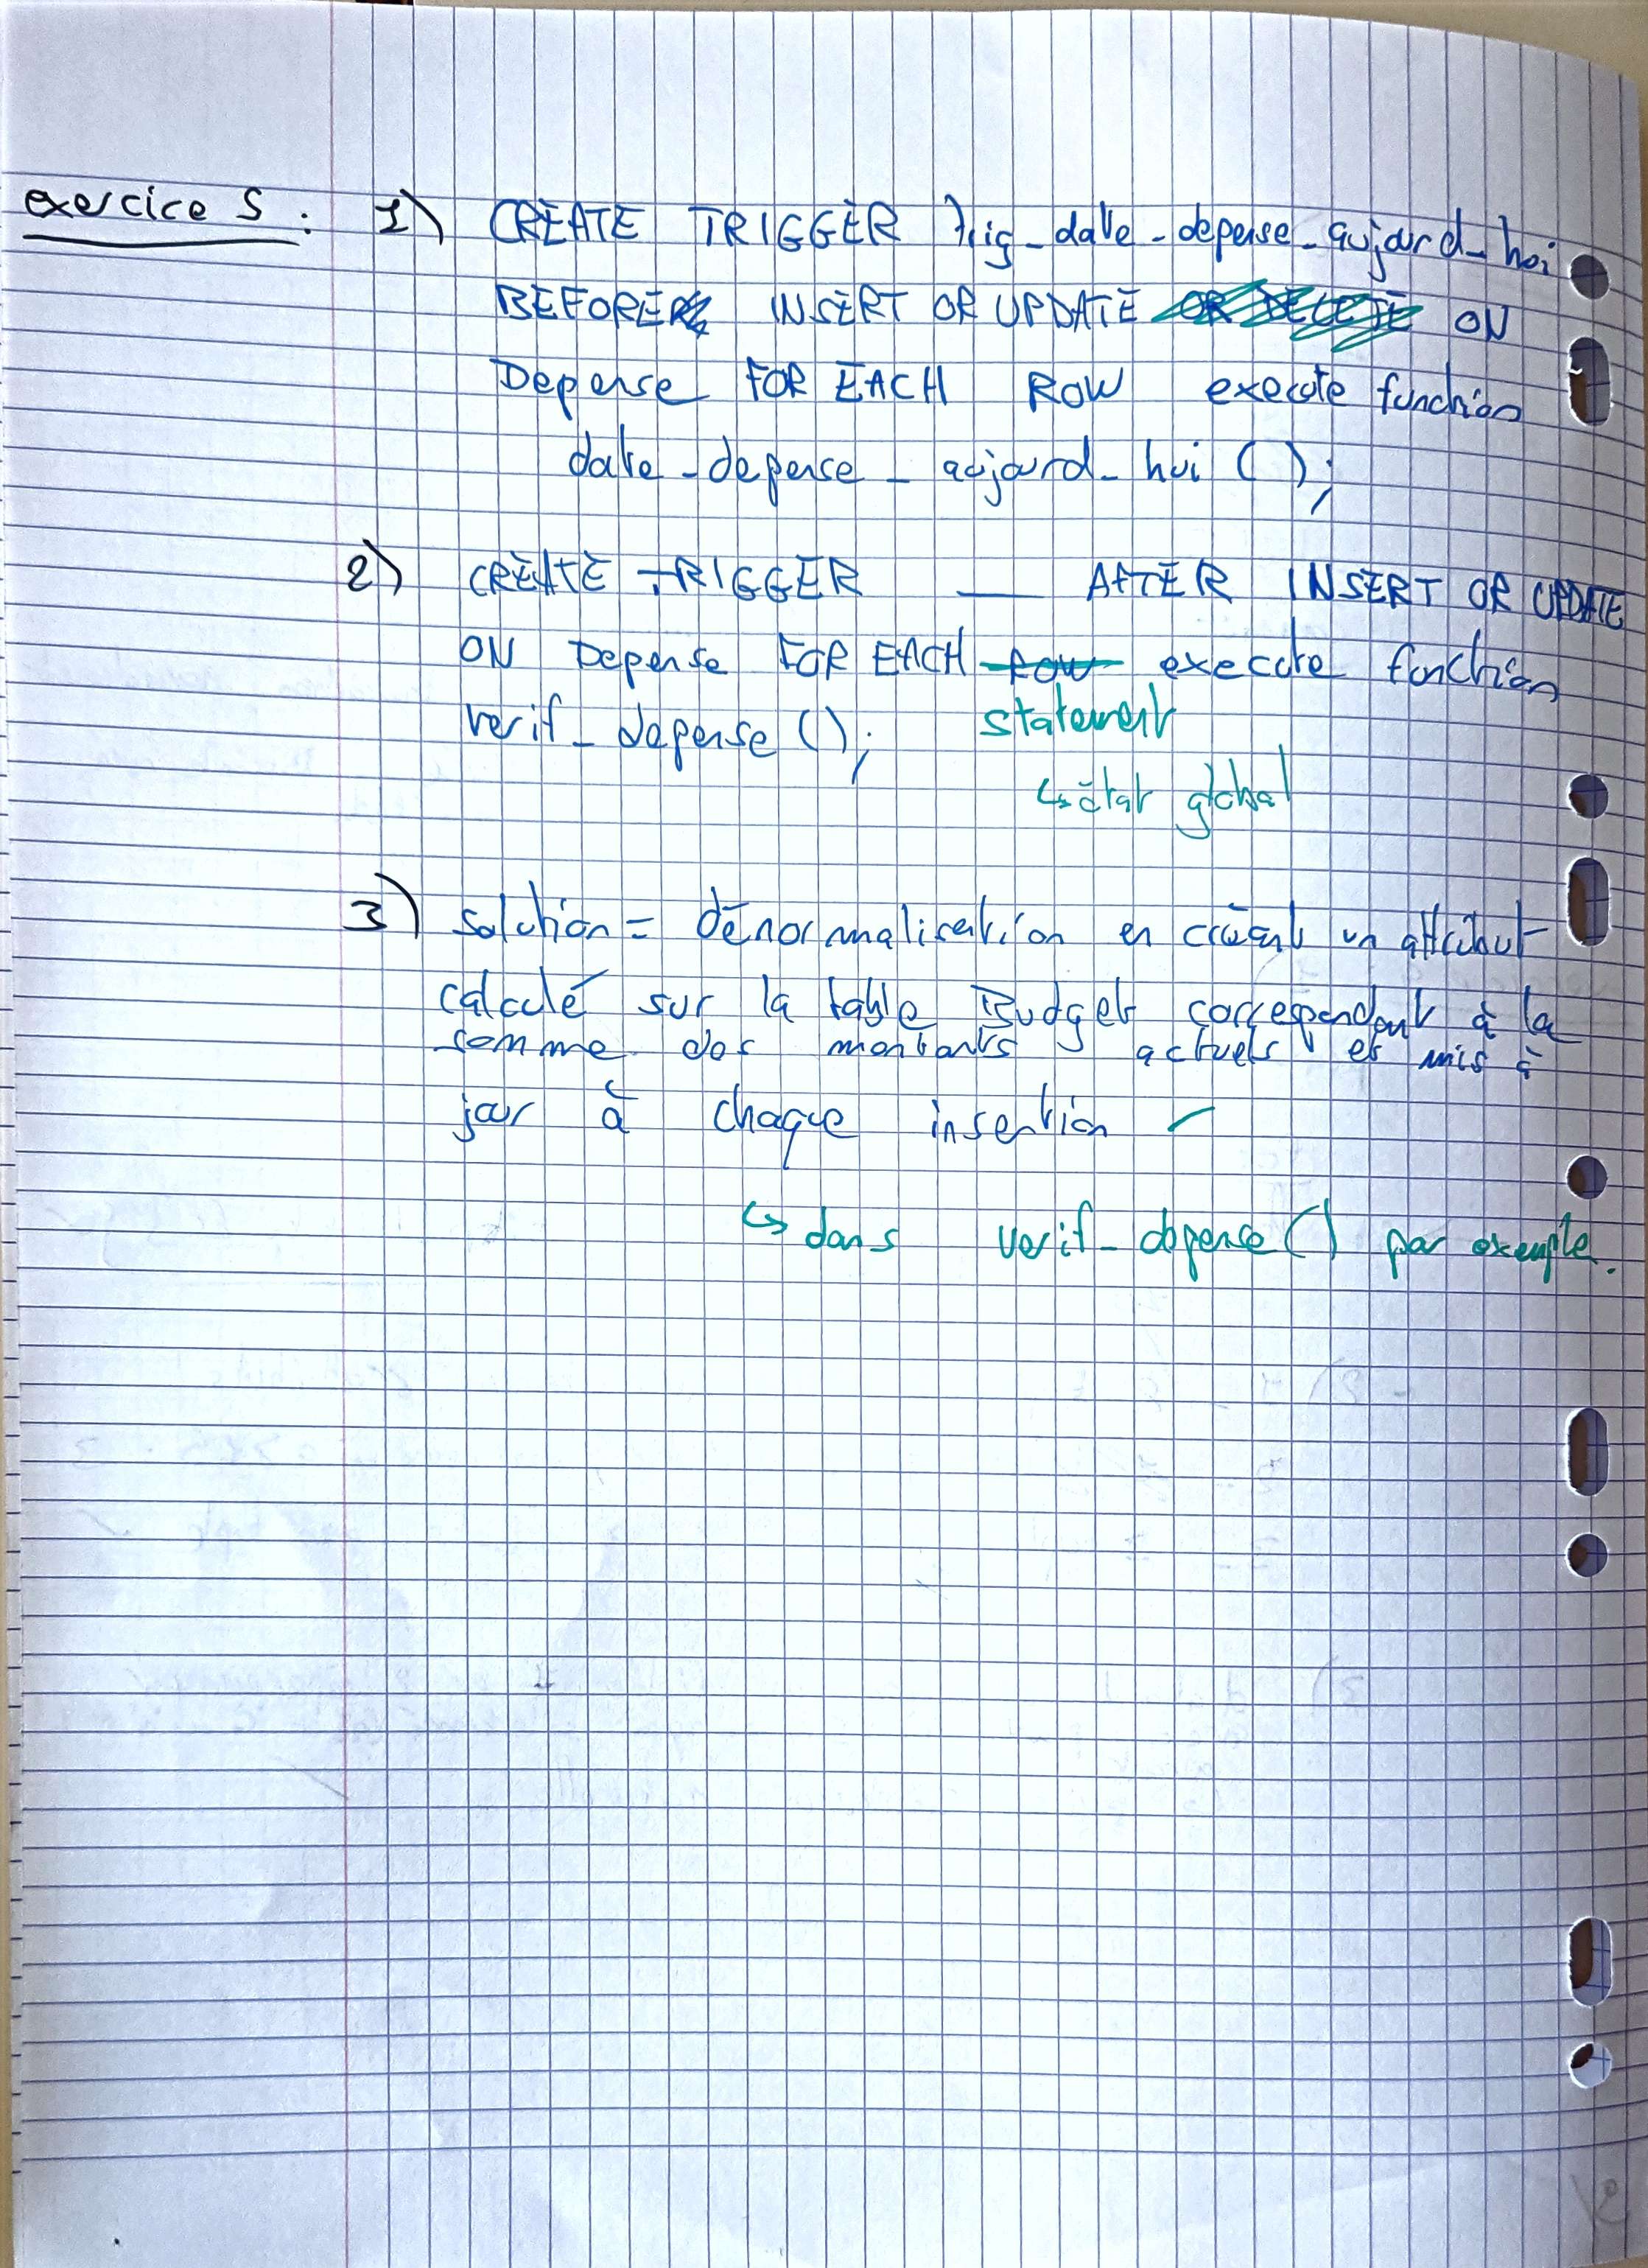 exercice 5 : 1) CREATE TRIGGER trig_date_depense_aujourd_hui
BEFORE INSERT OR UPDATE OR DELETE ON
Depense FOR EACH ROW execute function
date_depense_aujourd_hui ();
2) CREATE TRIGGER ___ AFTER INSERT OR UPDATE
ON Depense FOR EACH row execute function
verif_depense (); statement
↳ état global
3) solution = dénormalisation en créant un attribut
calculé sur la table Budget correspondant à la
somme des montants actuels et mis à
jour à chaque insertion ✓
↳ dans verif_depense() par exemple.